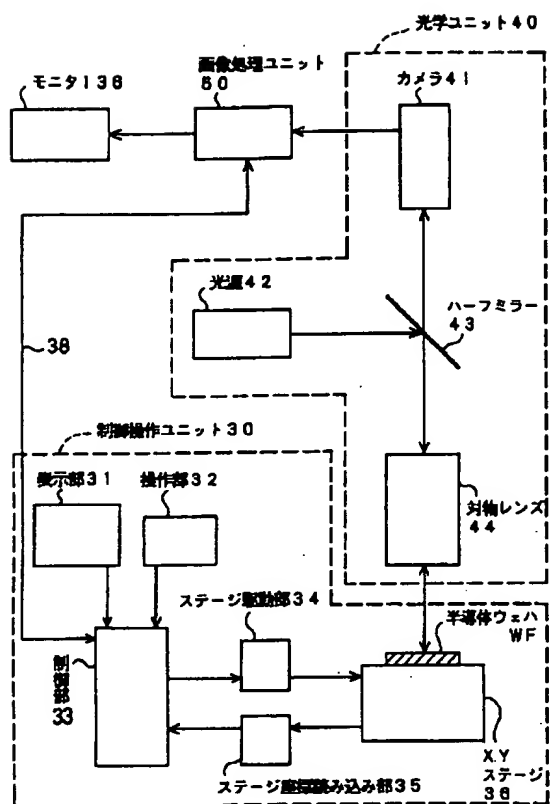 光学ユニット40
画像処理ユニット
50
モニタ136
カメラ41
光源42
ハーフミラー
43
38
制御操作ユニット30
表示部31
操作部32
対物レンズ
44
ステージ駆動部34
半導体ウェハ
WF
制御部
33
ステージ座標読み込み部35
X,Y
ステージ
36